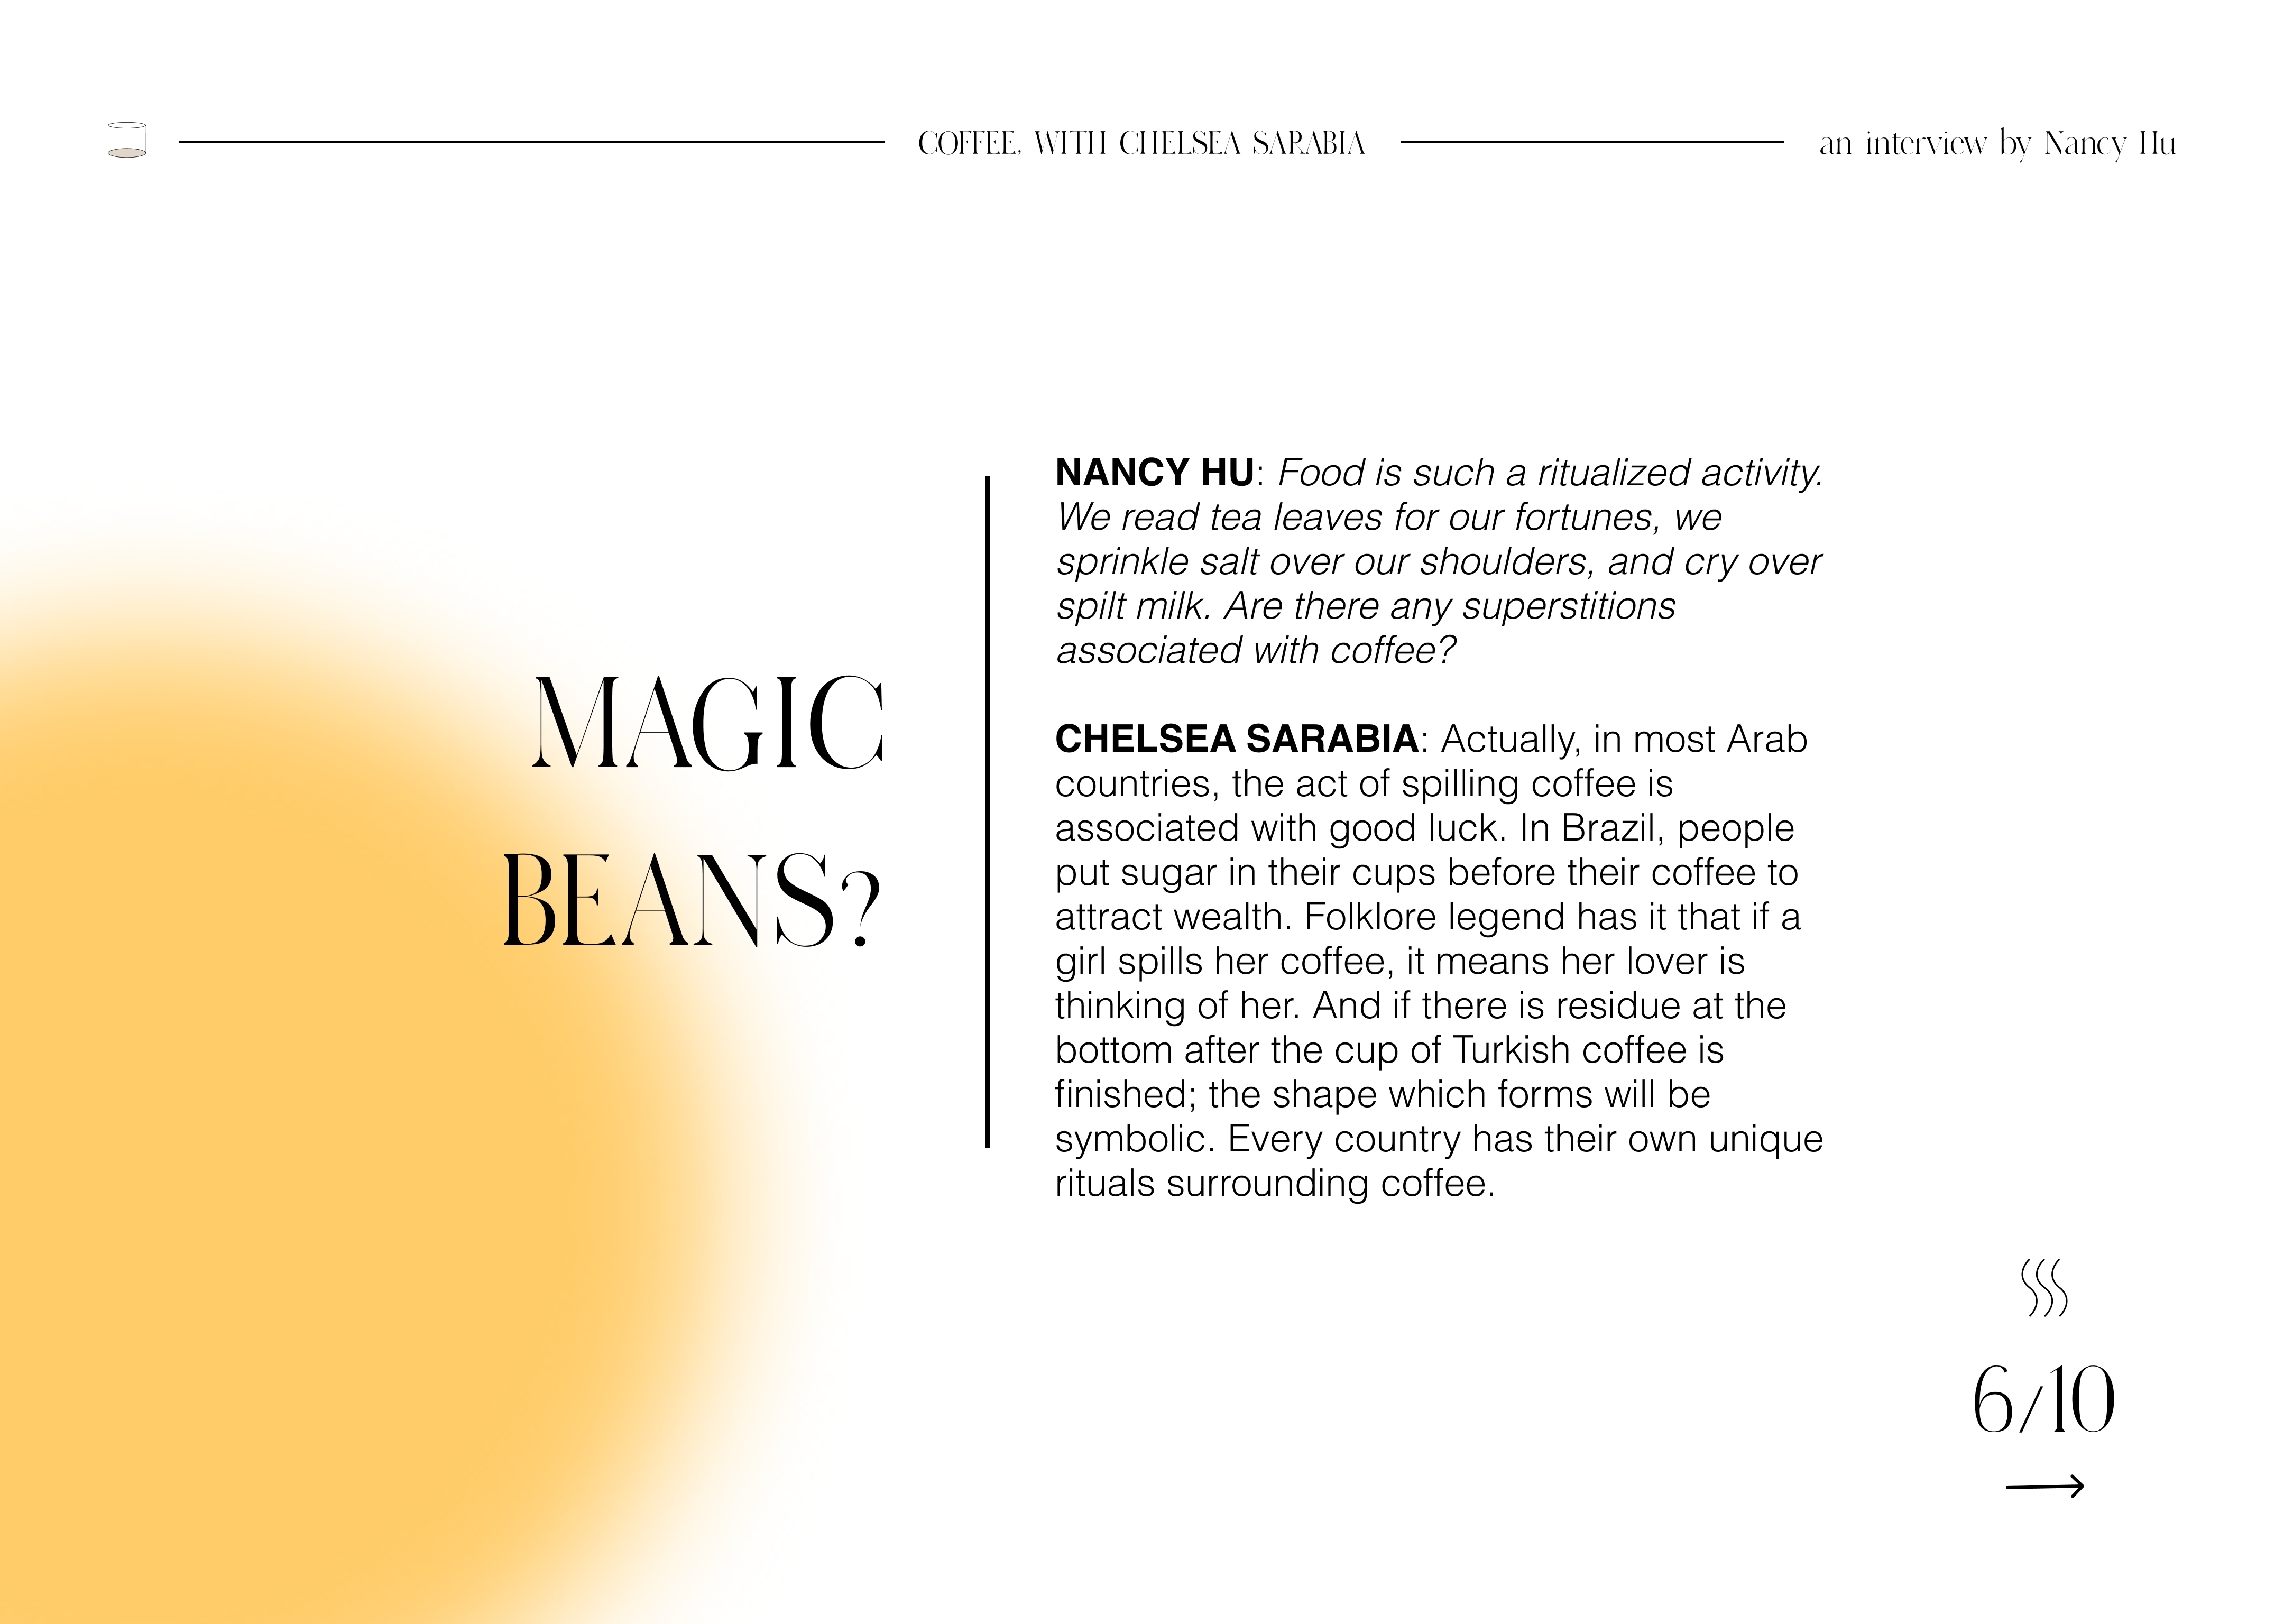 COFFEE, WITH CHELSEA SARABIA
an interview by Nancy Hu
MAGIC
BEANS?
NANCY HU: Food is such a ritualized activity.
We read tea leaves for our fortunes, we
sprinkle salt over our shoulders, and cry over
spilt milk. Are there any superstitions
associated with coffee?
CHELSEA SARABIA: Actually, in most Arab
countries, the act of spilling coffee is
associated with good luck. In Brazil, people
put sugar in their cups before their coffee to
attract wealth. Folklore legend has it that if a
girl spills her coffee, it means her lover is
thinking of her. And if there is residue at the
bottom after the cup of Turkish coffee is
finished; the shape which forms will be
symbolic. Every country has their own unique
rituals surrounding coffee.
6/10